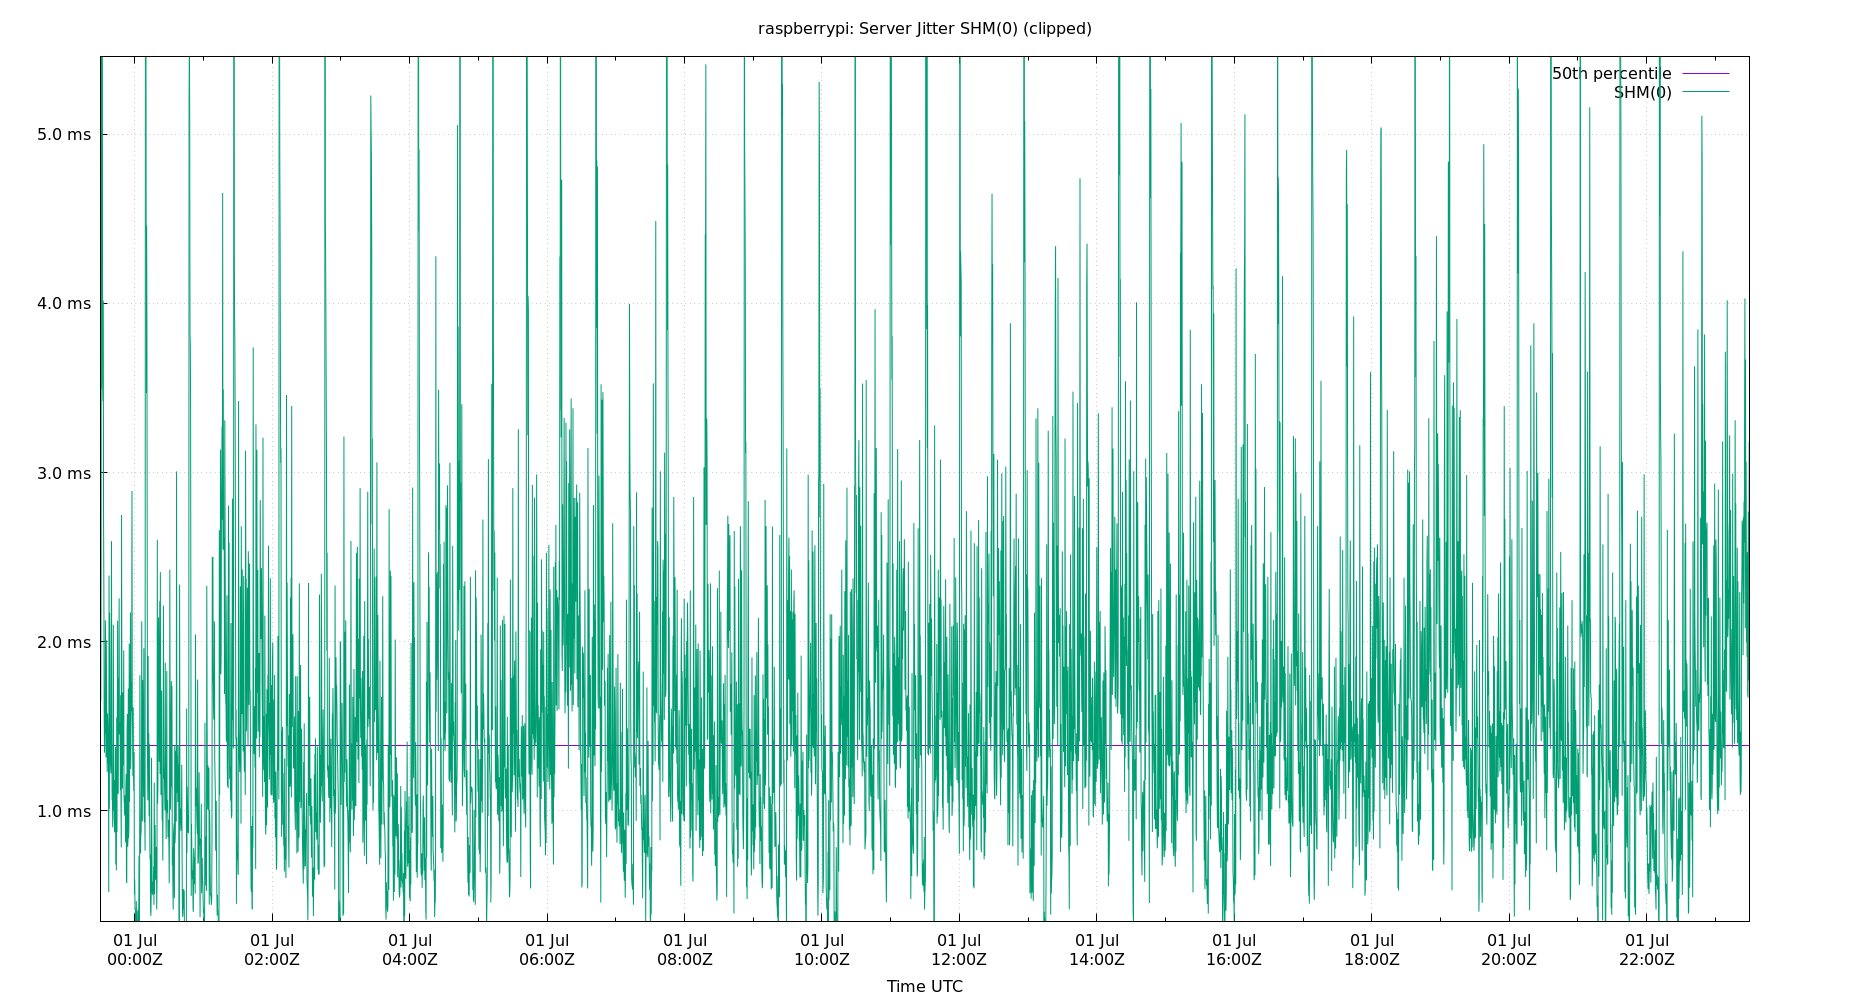 raspberrypi: Server Jitter SHM(0) (clipped)
50th percentile
SHM(0)
5.0 ms
4.0 ms
3.0 ms
2.0 ms
1.0 ms
01 Jul 01 Jul 01 Jul 01 Jul 01 Jul 01 Jul 01 Jul 01 Jul 01 Jul 01 Jul 01 Jul 01 Jul
00:00Z 02:00Z 04:00Z 06:00Z 08:00Z 10:00Z 12:00Z 14:00Z 16:00Z 18:00Z 20:00Z 22:00Z
Time UTC